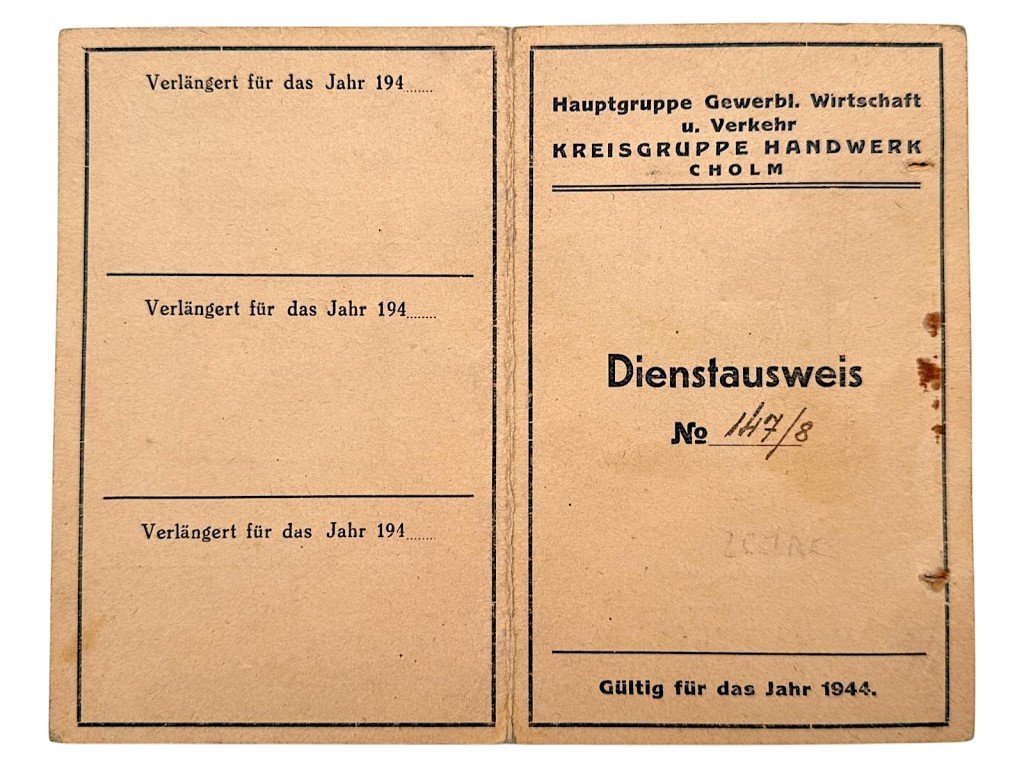 Verlängert für das Jahr 194......
Verlängert für das Jahr 194......
Verlängert für das Jahr 194......
Hauptgruppe Gewerbl. Wirtschaft
u. Verkehr
KREISGRUPPE HANDWERK
CHOLM
Dienstausweis
№ 147/8
Gültig für das Jahr 1944.